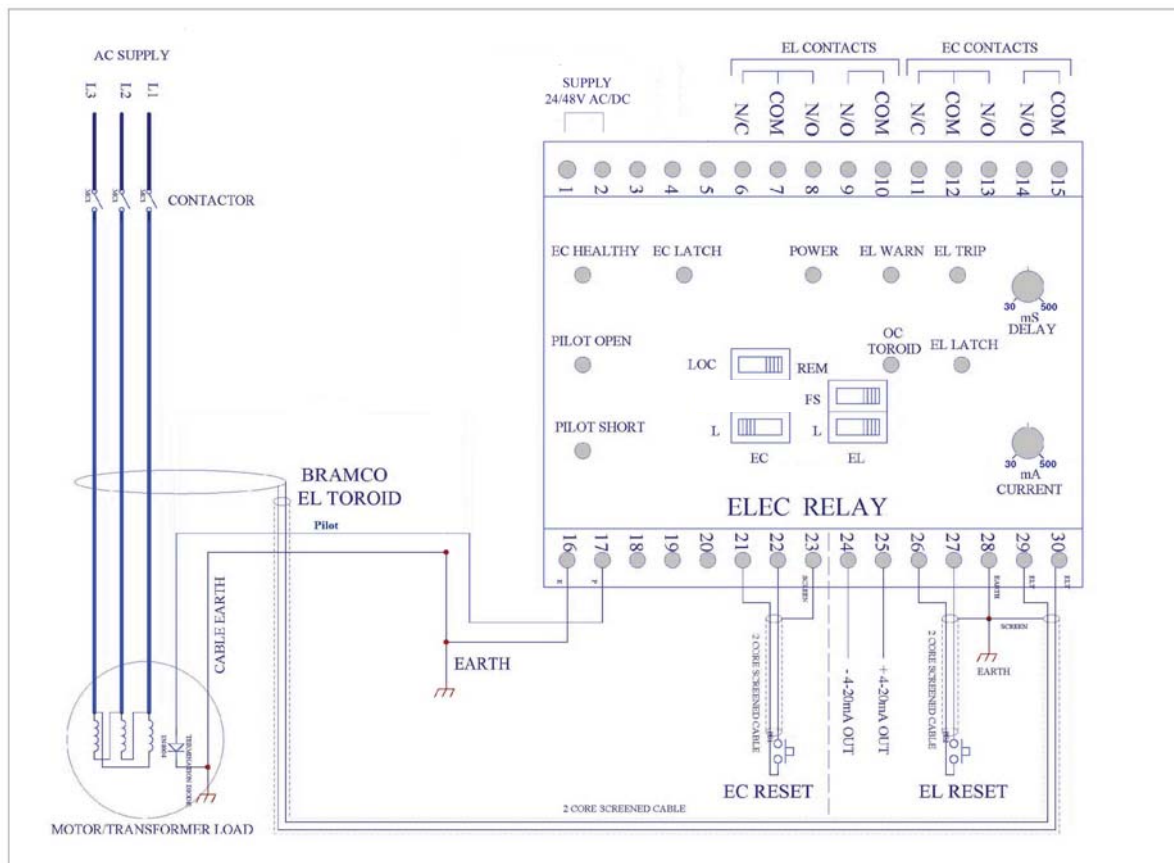 AC SUPPLY
L3 L2 L1
CONTACTOR
SUPPLY
24/48V AC/DC
EL CONTACTS
EC CONTACTS
N/C COM N/O N/O COM N/C COM N/O N/O COM
1 2 3 4 5 6 7 8 9 10 11 12 13 14 15
EC HEALTHY
EC LATCH
POWER
EL WARN
EL TRIP
30 500
mS
DELAY
PILOT OPEN
LOC
REM
OC
TOROID
EL LATCH
FS
PILOT SHORT
L
EC
L
EL
30 500
mA
CURRENT
ELEC RELAY
16 17 18 19 20 21 22 23 24 25 26 27 28 29 30
E
P
SCREEN
EARTH
ELT
ELT
BRAMCO
EL TOROID
Pilot
CABLE EARTH
EARTH
2 CORE SCREENED CABLE
- 4-20mA OUT
+ 4-20mA OUT
2 CORE SCREENED CABLE
SCREEN
EARTH
EC RESET
EL RESET
TERMINATION DIODE
2 CORE SCREENED CABLE
MOTOR/TRANSFORMER LOAD